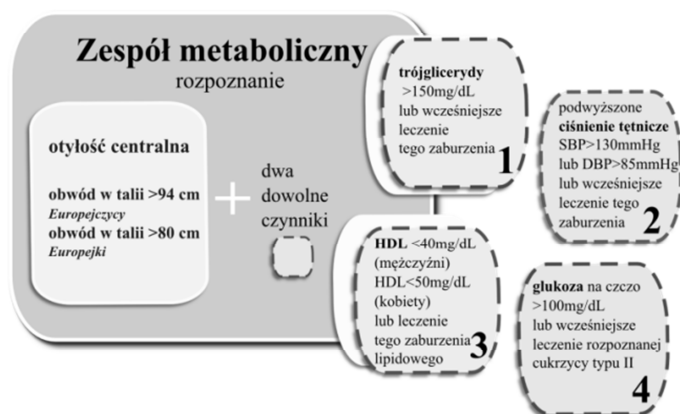 Zespół metaboliczny
rozpoznanie
otyłość centralna
obwód w talii >94 cm
Europejczycy
obwód w talii >80 cm
Europejki
+
dwa
dowolne
czynniki
trójglicerydy
>150mg/dL
lub wcześniejsze
leczenie
tego zaburzenia
1
podwyższone
ciśnienie tętnicze
SBP>130mmHg
lub DBP>85mmHg
lub wcześniejsze
leczenie tego
zaburzenia
2
HDL <40mg/dL
(mężczyźni)
HDL<50mg/dL
(kobiety)
lub leczenie
tego zaburzenia
lipidowego
3
glukoza na czczo
>100mg/dL
lub wcześniejsze
leczenie rozpoznanej
cukrzycy typu II
4